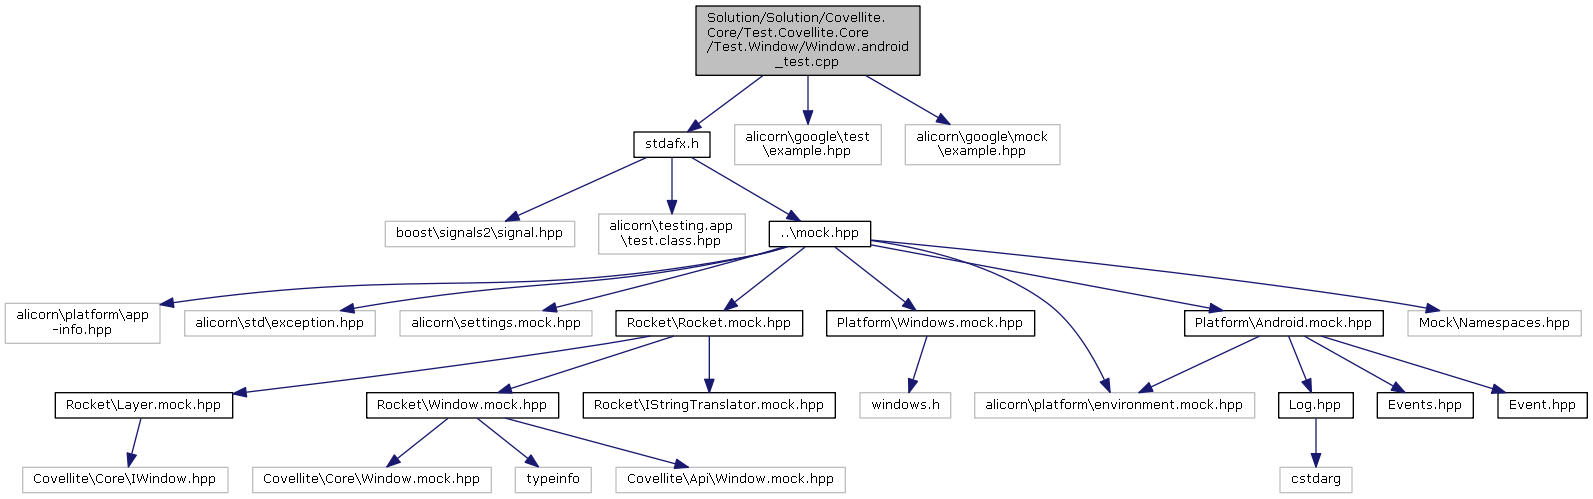 Solution/Solution/Covellite.
Core/Test.Covellite.Core
/Test.Window/Window.android
_test.cpp
stdafx.h
alicorn\google\test
\example.hpp
alicorn\google\mock
\example.hpp
boost\signals2\signal.hpp
alicorn\testing.app
\test.class.hpp
..\mock.hpp
alicorn\platform\app
-info.hpp
alicorn\std\exception.hpp
alicorn\settings.mock.hpp
Rocket\Rocket.mock.hpp
Platform\Windows.mock.hpp
Platform\Android.mock.hpp
Mock\Namespaces.hpp
Rocket\Layer.mock.hpp
Rocket\Window.mock.hpp
Rocket\IStringTranslator.mock.hpp
windows.h
alicorn\platform\environment.mock.hpp
Log.hpp
Events.hpp
Event.hpp
Covellite\Core\IWindow.hpp
Covellite\Core\Window.mock.hpp
typeinfo
Covellite\Api\Window.mock.hpp
cstdarg